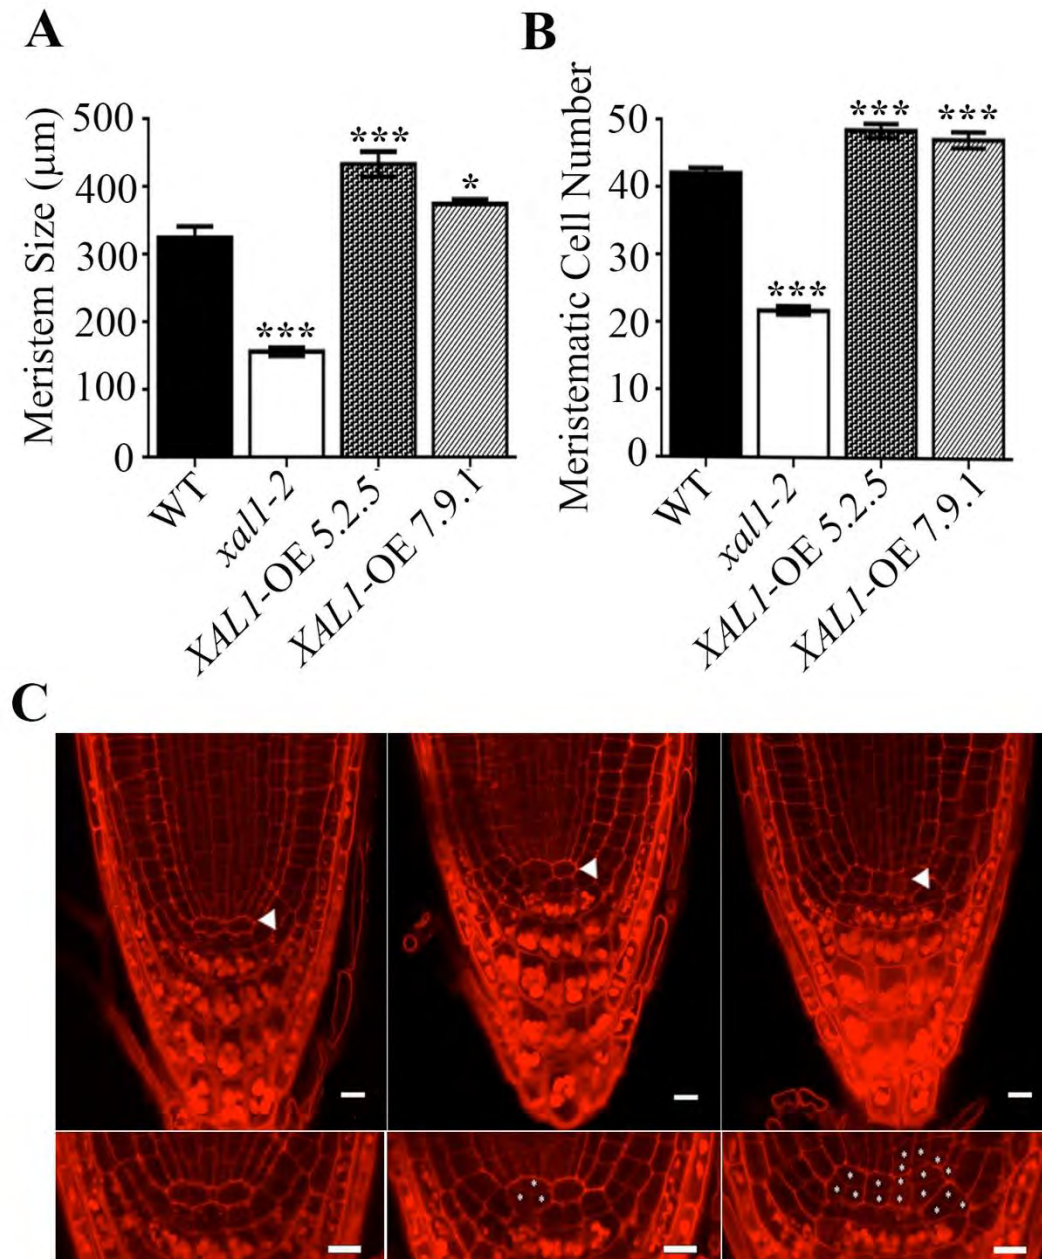 A
B
Meristem Size (μm)
500
400
300
200
100
0
***
***
*
WT
xal1-2
XAL1-OE 5.2.5
XAL1-OE 7.9.1
Meristematic Cell Number
50
40
30
20
10
0
***
***
***
WT
xal1-2
XAL1-OE 5.2.5
XAL1-OE 7.9.1
C